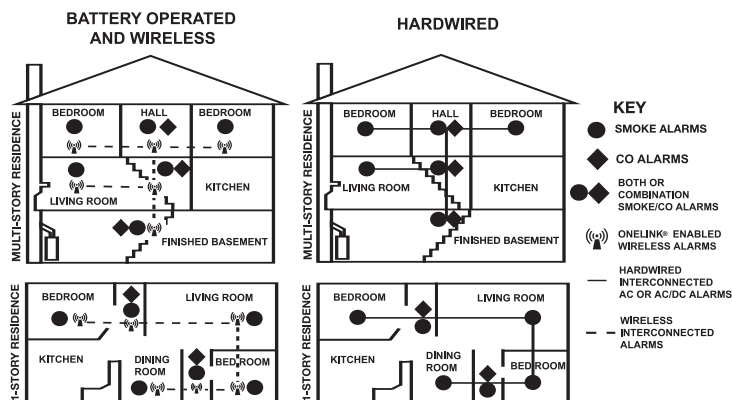 BATTERY OPERATED
AND WIRELESS
HARDWIRED
MULTI-STORY RESIDENCE
BEDROOM
HALL
BEDROOM
LIVING ROOM
KITCHEN
FINISHED BASEMENT
MULTI-STORY RESIDENCE
BEDROOM
HALL
BEDROOM
LIVING ROOM
KITCHEN
FINISHED BASEMENT
KEY
SMOKE ALARMS
CO ALARMS
BOTH OR
COMBINATION
SMOKE/CO ALARMS
ONELINK® ENABLED
WIRELESS ALARMS
HARDWIRED
INTERCONNECTED
AC OR AC/DC ALARMS
WIRELESS
INTERCONNECTED
ALARMS
1-STORY RESIDENCE
BEDROOM
LIVING ROOM
KITCHEN
DINING
ROOM
BEDROOM
1-STORY RESIDENCE
BEDROOM
LIVING ROOM
KITCHEN
DINING
ROOM
BEDROOM